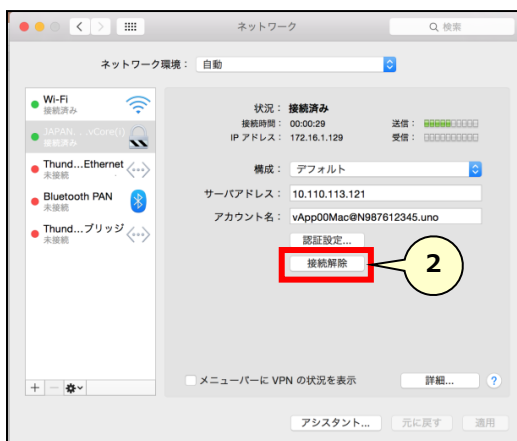 ネットワーク
検索
ネットワーク環境： 自動
Wi-Fi
接続済み
JAPAN. ...vCore(i)
接続済み
Thund…Ethernet
未接続
Bluetooth PAN
未接続
Thund…ブリッジ
未接続
状況： 接続済み
接続時間： 00:00:29
送信：
IP アドレス： 172.16.1.129
受信：
構成： デフォルト
サーバアドレス： 10.110.113.121
アカウント名： vApp00Mac@N987612345.uno
認証設定...
接続解除
2
メニューバーに VPN の状況を表示
詳細...
?
アシスタント...
元に戻す
適用